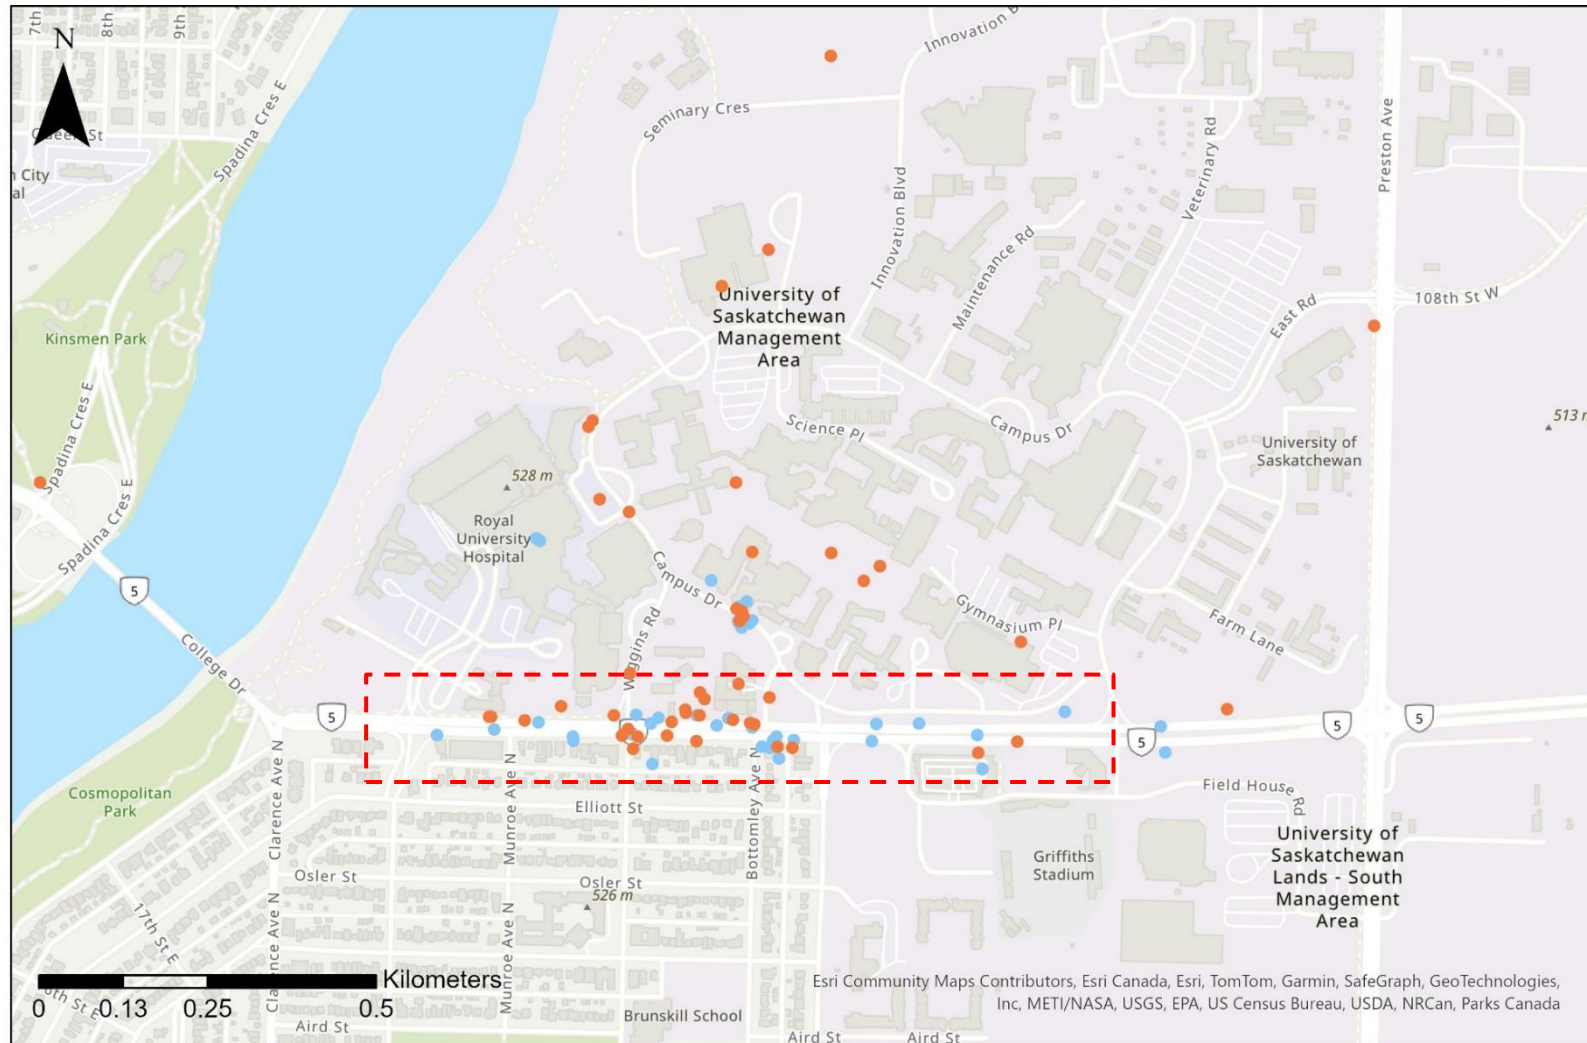 7th
8th
9th
N
Queen St
Spadina Cres E
n City
al
Kinsmen Park
Spadina Cres E
Spadina Cres E
5
College Dr
5
Cosmopolitan
Park
Innovation B
Seminary Cres
Innovation Blvd
Maintenance Rd
Veterinary Rd
Preston Ave
108th St W
East Rd
University of
Saskatchewan
Management
Area
Science Pl
Campus Dr
University of
Saskatchewan
513 m
528 m
Royal
University
Hospital
Campus Dr
Wiggins Rd
Gymnasium Pl
Farm Lane
5
5
5
Field House Rd
Clarence Ave N
Munroe Ave N
Elliott St
Bottomley Ave N
Osler St
Osler St
526 m
17th St E
Clarence Ave N
Munroe Ave N
Griffiths
Stadium
University of
Saskatchewan
Lands - South
Management
Area
Kilometers
0 0.13 0.25 0.5
6th St E
Aird St
Brunskill School
Aird St
Aird St
Esri Community Maps Contributors, Esri Canada, Esri, TomTom, Garmin, SafeGraph, GeoTechnologies,
Inc, METI/NASA, USGS, EPA, US Census Bureau, USDA, NRCan, Parks Canada